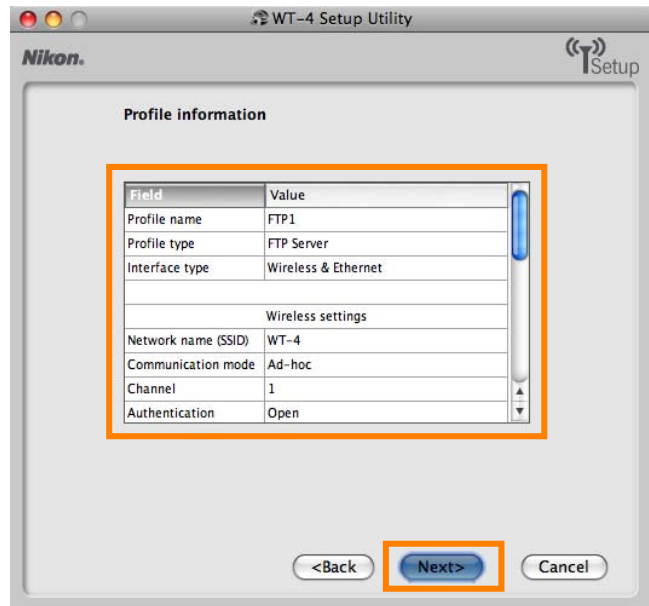 WT-4 Setup Utility
Nikon.
Setup
Profile information
Field Value
Profile name FTP1
Profile type FTP Server
Interface type Wireless & Ethernet
Wireless settings
Network name (SSID) WT-4
Communication mode Ad-hoc
Channel 1
Authentication Open
<Back Next> Cancel